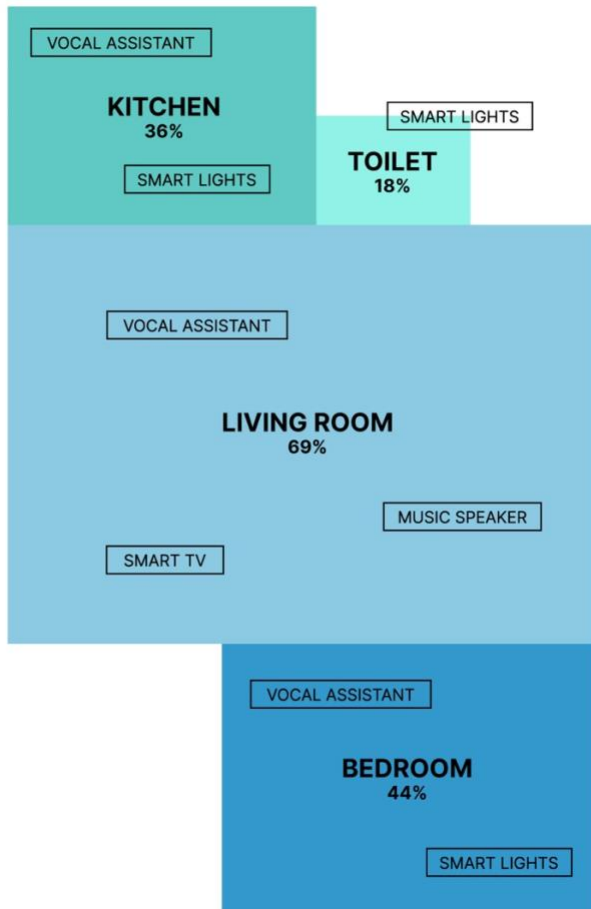 VOCAL ASSISTANT
KITCHEN
36%
SMART LIGHTS
SMART LIGHTS
TOILET
18%
VOCAL ASSISTANT
LIVING ROOM
69%
MUSIC SPEAKER
SMART TV
VOCAL ASSISTANT
BEDROOM
44%
SMART LIGHTS